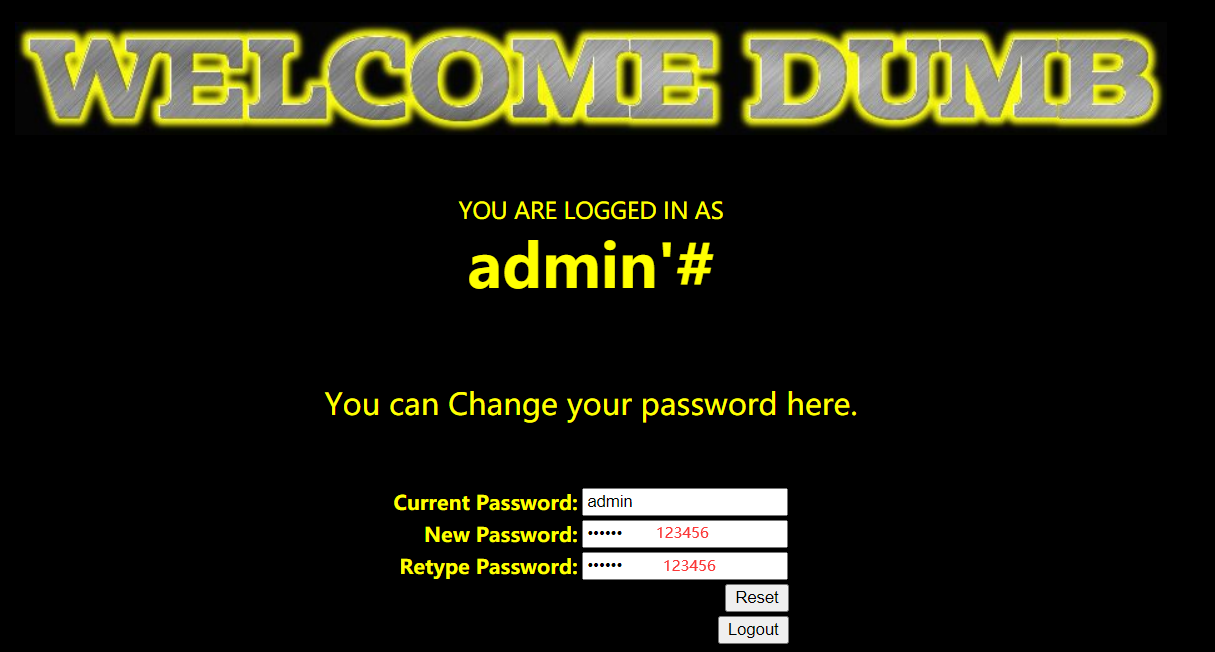 WELCOME DUMB
YOU ARE LOGGED IN AS
admin'#
You can Change your password here.
Current Password: admin
New Password: •••••• 123456
Retype Password: •••••• 123456
Reset
Logout